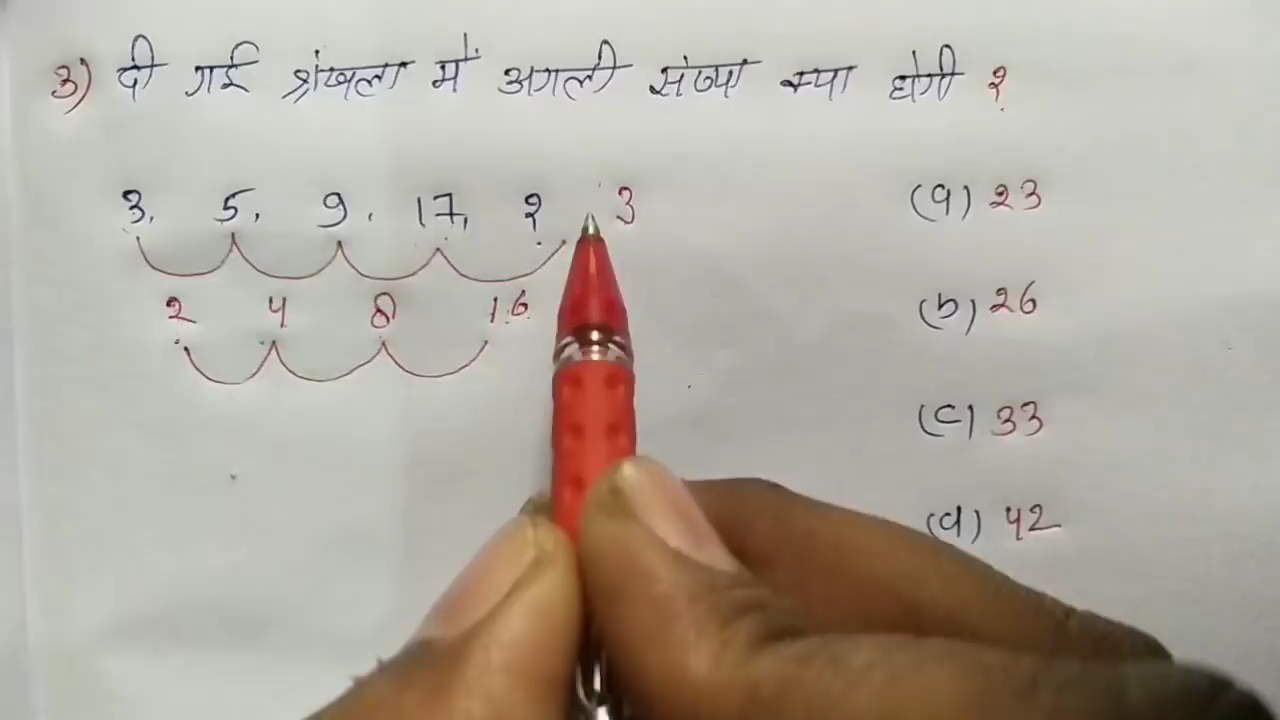 3) दी गई श्रंखला में अगली संख्या क्या होगी ?
3, 5, 9, 17, ? 3
2 4 8 16
(a) 23
(b) 26
(c) 33
(d) 42